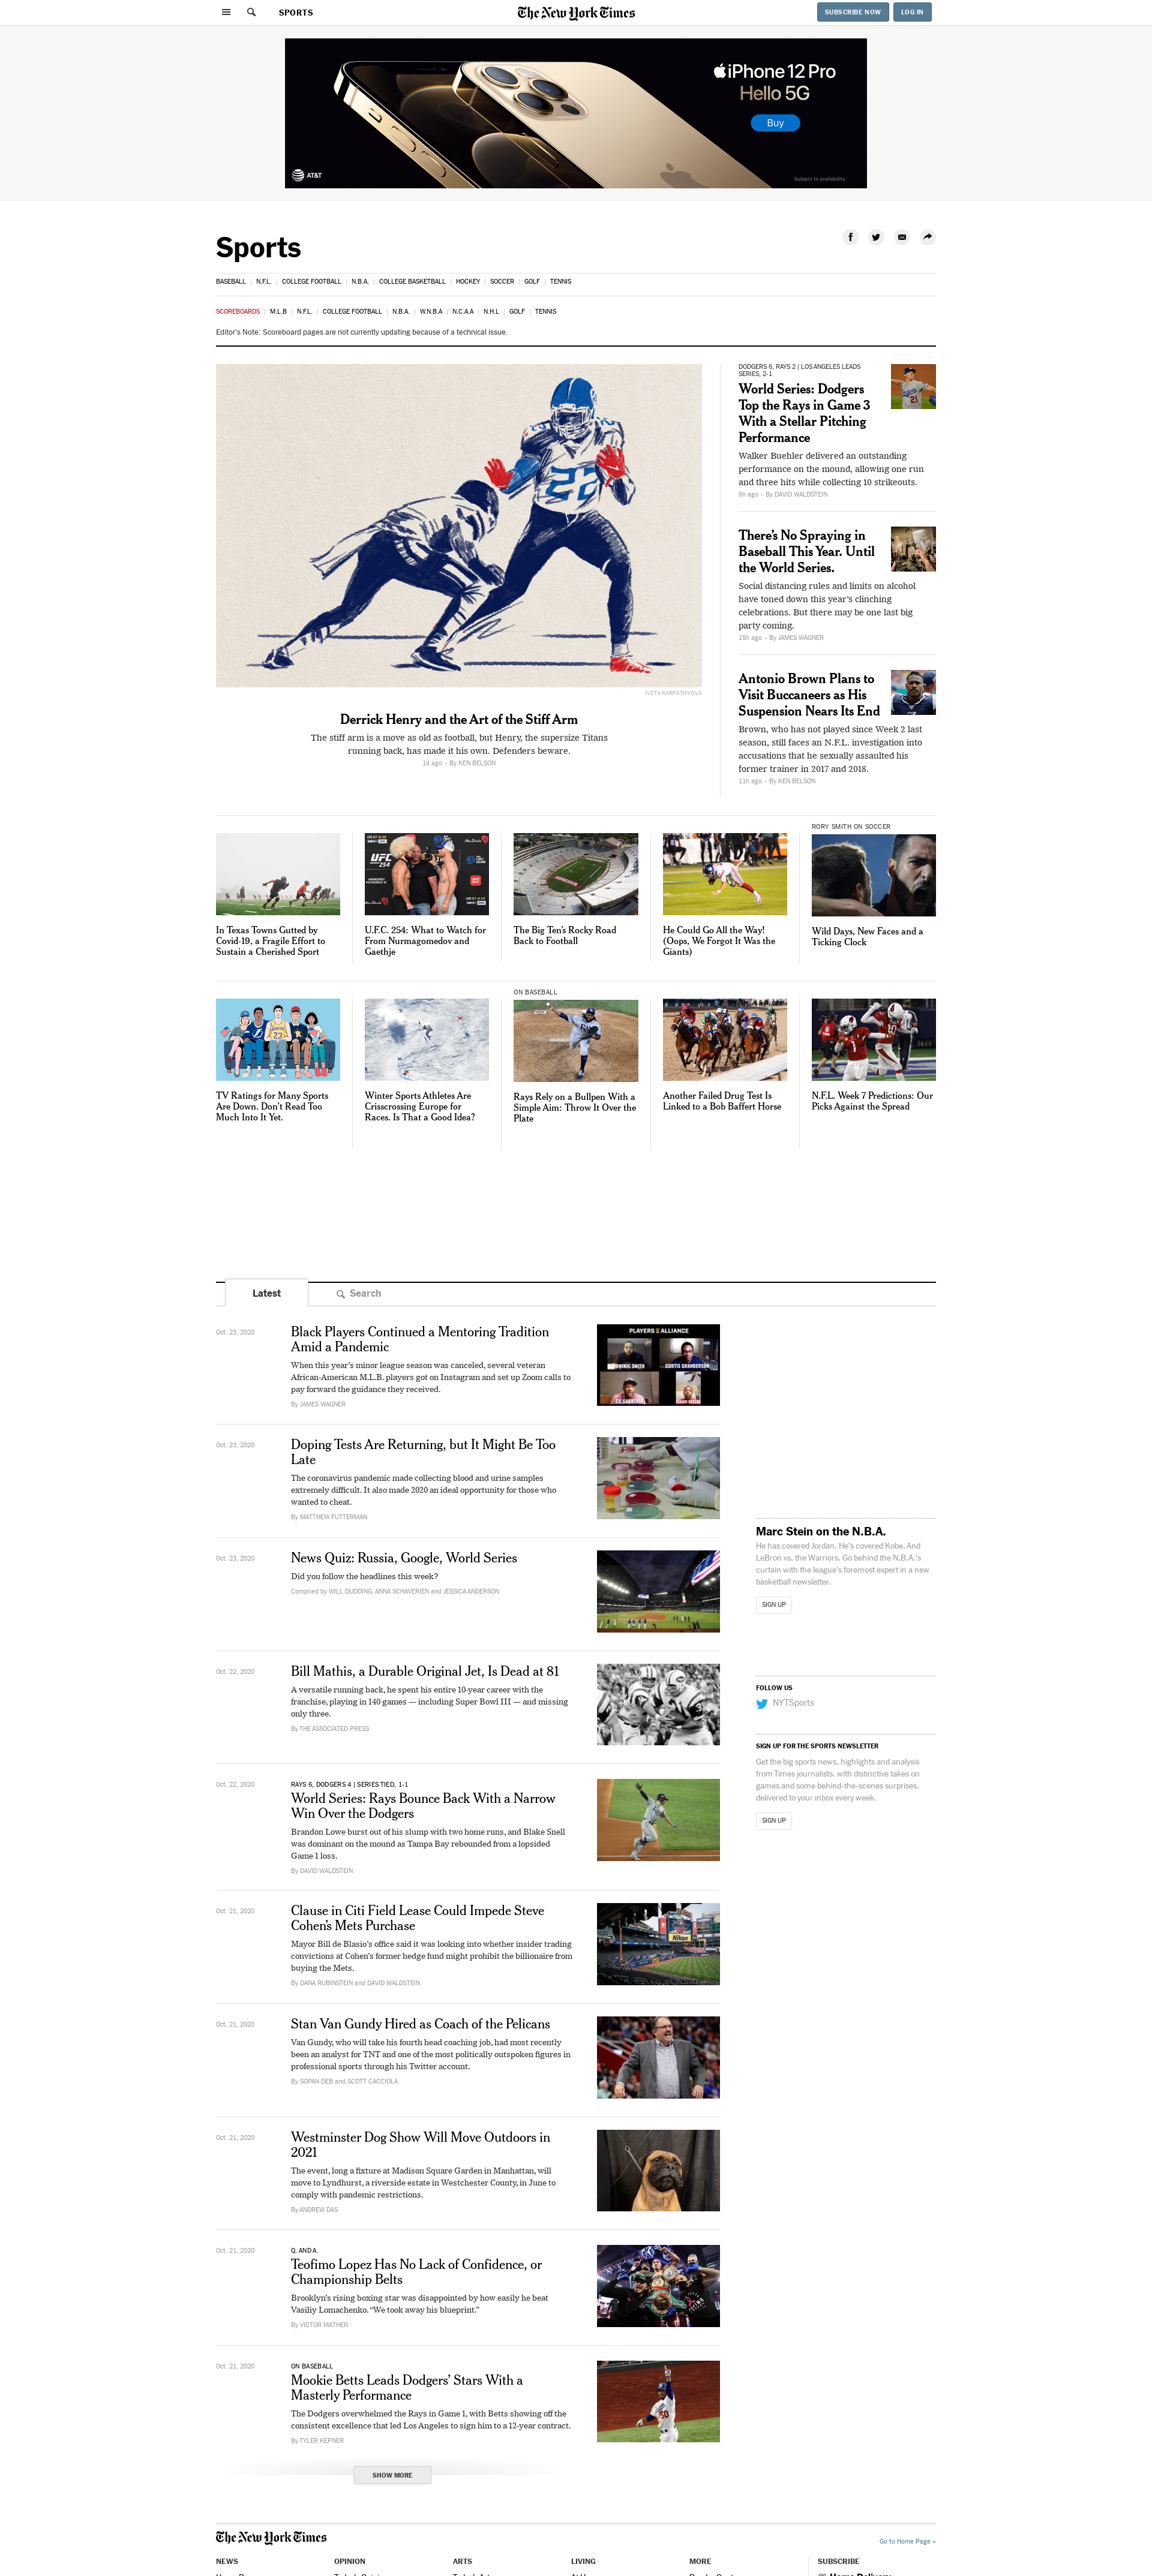 SPORTS
The New York Times
SUBSCRIBE NOW
LOG IN
iPhone 12 Pro
Hello 5G
Buy
AT&T
Subject to availability
Sports
BASEBALL | N.F.L. | COLLEGE FOOTBALL | N.B.A. | COLLEGE BASKETBALL | HOCKEY | SOCCER | GOLF | TENNIS
SCOREBOARDS | M.L.B | N.F.L. | COLLEGE FOOTBALL | N.B.A. | W.N.B.A | N.C.A.A | N.H.L | GOLF | TENNIS
Editor's Note: Scoreboard pages are not currently updating because of a technical issue.
IVETA KARPATHYOVA
Derrick Henry and the Art of the Stiff Arm
The stiff arm is a move as old as football, but Henry, the supersize Titans
running back, has made it his own. Defenders beware.
1d ago • By KEN BELSON
DODGERS 6, RAYS 2 | LOS ANGELES LEADS
SERIES, 2-1
World Series: Dodgers
Top the Rays in Game 3
With a Stellar Pitching
Performance
Walker Buehler delivered an outstanding
performance on the mound, allowing one run
and three hits while collecting 10 strikeouts.
6h ago • By DAVID WALDSTEIN
There's No Spraying in
Baseball This Year. Until
the World Series.
Social distancing rules and limits on alcohol
have toned down this year's clinching
celebrations. But there may be one last big
party coming.
15h ago • By JAMES WAGNER
Antonio Brown Plans to
Visit Buccaneers as His
Suspension Nears Its End
Brown, who has not played since Week 2 last
season, still faces an N.F.L. investigation into
accusations that he sexually assaulted his
former trainer in 2017 and 2018.
11h ago • By KEN BELSON
In Texas Towns Gutted by
Covid-19, a Fragile Effort to
Sustain a Cherished Sport
UFC
254
U.F.C. 254: What to Watch for
From Nurmagomedov and
Gaethje
The Big Ten's Rocky Road
Back to Football
He Could Go All the Way!
(Oops, We Forgot It Was the
Giants)
RORY SMITH ON SOCCER
Wild Days, New Faces and a
Ticking Clock
TV Ratings for Many Sports
Are Down. Don't Read Too
Much Into It Yet.
Winter Sports Athletes Are
Crisscrossing Europe for
Races. Is That a Good Idea?
ON BASEBALL
Rays Rely on a Bullpen With a
Simple Aim: Throw It Over the
Plate
Another Failed Drug Test Is
Linked to a Bob Baffert Horse
N.F.L. Week 7 Predictions: Our
Picks Against the Spread
Latest
Search
Oct. 23, 2020
Black Players Continued a Mentoring Tradition
Amid a Pandemic
When this year's minor league season was canceled, several veteran
African-American M.L.B. players got on Instagram and set up Zoom calls to
pay forward the guidance they received.
By JAMES WAGNER
PLAYERS ALLIANCE
DOMINIC SMITH
CURTIS GRANDERSON
CC SABATHIA
Oct. 23, 2020
Doping Tests Are Returning, but It Might Be Too
Late
The coronavirus pandemic made collecting blood and urine samples
extremely difficult. It also made 2020 an ideal opportunity for those who
wanted to cheat.
By MATTHEW FUTTERMAN
Oct. 23, 2020
News Quiz: Russia, Google, World Series
Did you follow the headlines this week?
Compiled by WILL DUDDING, ANNA SCHAVERIEN and JESSICA ANDERSON
Oct. 22, 2020
Bill Mathis, a Durable Original Jet, Is Dead at 81
A versatile running back, he spent his entire 10-year career with the
franchise, playing in 140 games — including Super Bowl III — and missing
only three.
By THE ASSOCIATED PRESS
Oct. 22, 2020
RAYS 6, DODGERS 4 | SERIES TIED, 1-1
World Series: Rays Bounce Back With a Narrow
Win Over the Dodgers
Brandon Lowe burst out of his slump with two home runs, and Blake Snell
was dominant on the mound as Tampa Bay rebounded from a lopsided
Game 1 loss.
By DAVID WALDSTEIN
Oct. 21, 2020
Clause in Citi Field Lease Could Impede Steve
Cohen's Mets Purchase
Mayor Bill de Blasio's office said it was looking into whether insider trading
convictions at Cohen's former hedge fund might prohibit the billionaire from
buying the Mets.
By DANA RUBINSTEIN and DAVID WALDSTEIN
Oct. 21, 2020
Stan Van Gundy Hired as Coach of the Pelicans
Van Gundy, who will take his fourth head coaching job, had most recently
been an analyst for TNT and one of the most politically outspoken figures in
professional sports through his Twitter account.
By SOPAN DEB and SCOTT CACCIOLA
Oct. 21, 2020
Westminster Dog Show Will Move Outdoors in
2021
The event, long a fixture at Madison Square Garden in Manhattan, will
move to Lyndhurst, a riverside estate in Westchester County, in June to
comply with pandemic restrictions.
By ANDREW DAS
Oct. 21, 2020
Q. AND A.
Teofimo Lopez Has No Lack of Confidence, or
Championship Belts
Brooklyn's rising boxing star was disappointed by how easily he beat
Vasiliy Lomachenko. “We took away his blueprint.”
By VICTOR MATHER
Oct. 21, 2020
ON BASEBALL
Mookie Betts Leads Dodgers' Stars With a
Masterly Performance
The Dodgers overwhelmed the Rays in Game 1, with Betts showing off the
consistent excellence that led Los Angeles to sign him to a 12-year contract.
By TYLER KEPNER
SHOW MORE
Marc Stein on the N.B.A.
He has covered Jordan. He's covered Kobe. And
LeBron vs. the Warriors. Go behind the N.B.A.'s
curtain with the league's foremost expert in a new
basketball newsletter.
SIGN UP
FOLLOW US
NYTSports
SIGN UP FOR THE SPORTS NEWSLETTER
Get the big sports news, highlights and analysis
from Times journalists, with distinctive takes on
games and some behind-the-scenes surprises,
delivered to your inbox every week.
SIGN UP
The New York Times
Go to Home Page »
NEWS
OPINION
ARTS
LIVING
MORE
SUBSCRIBE